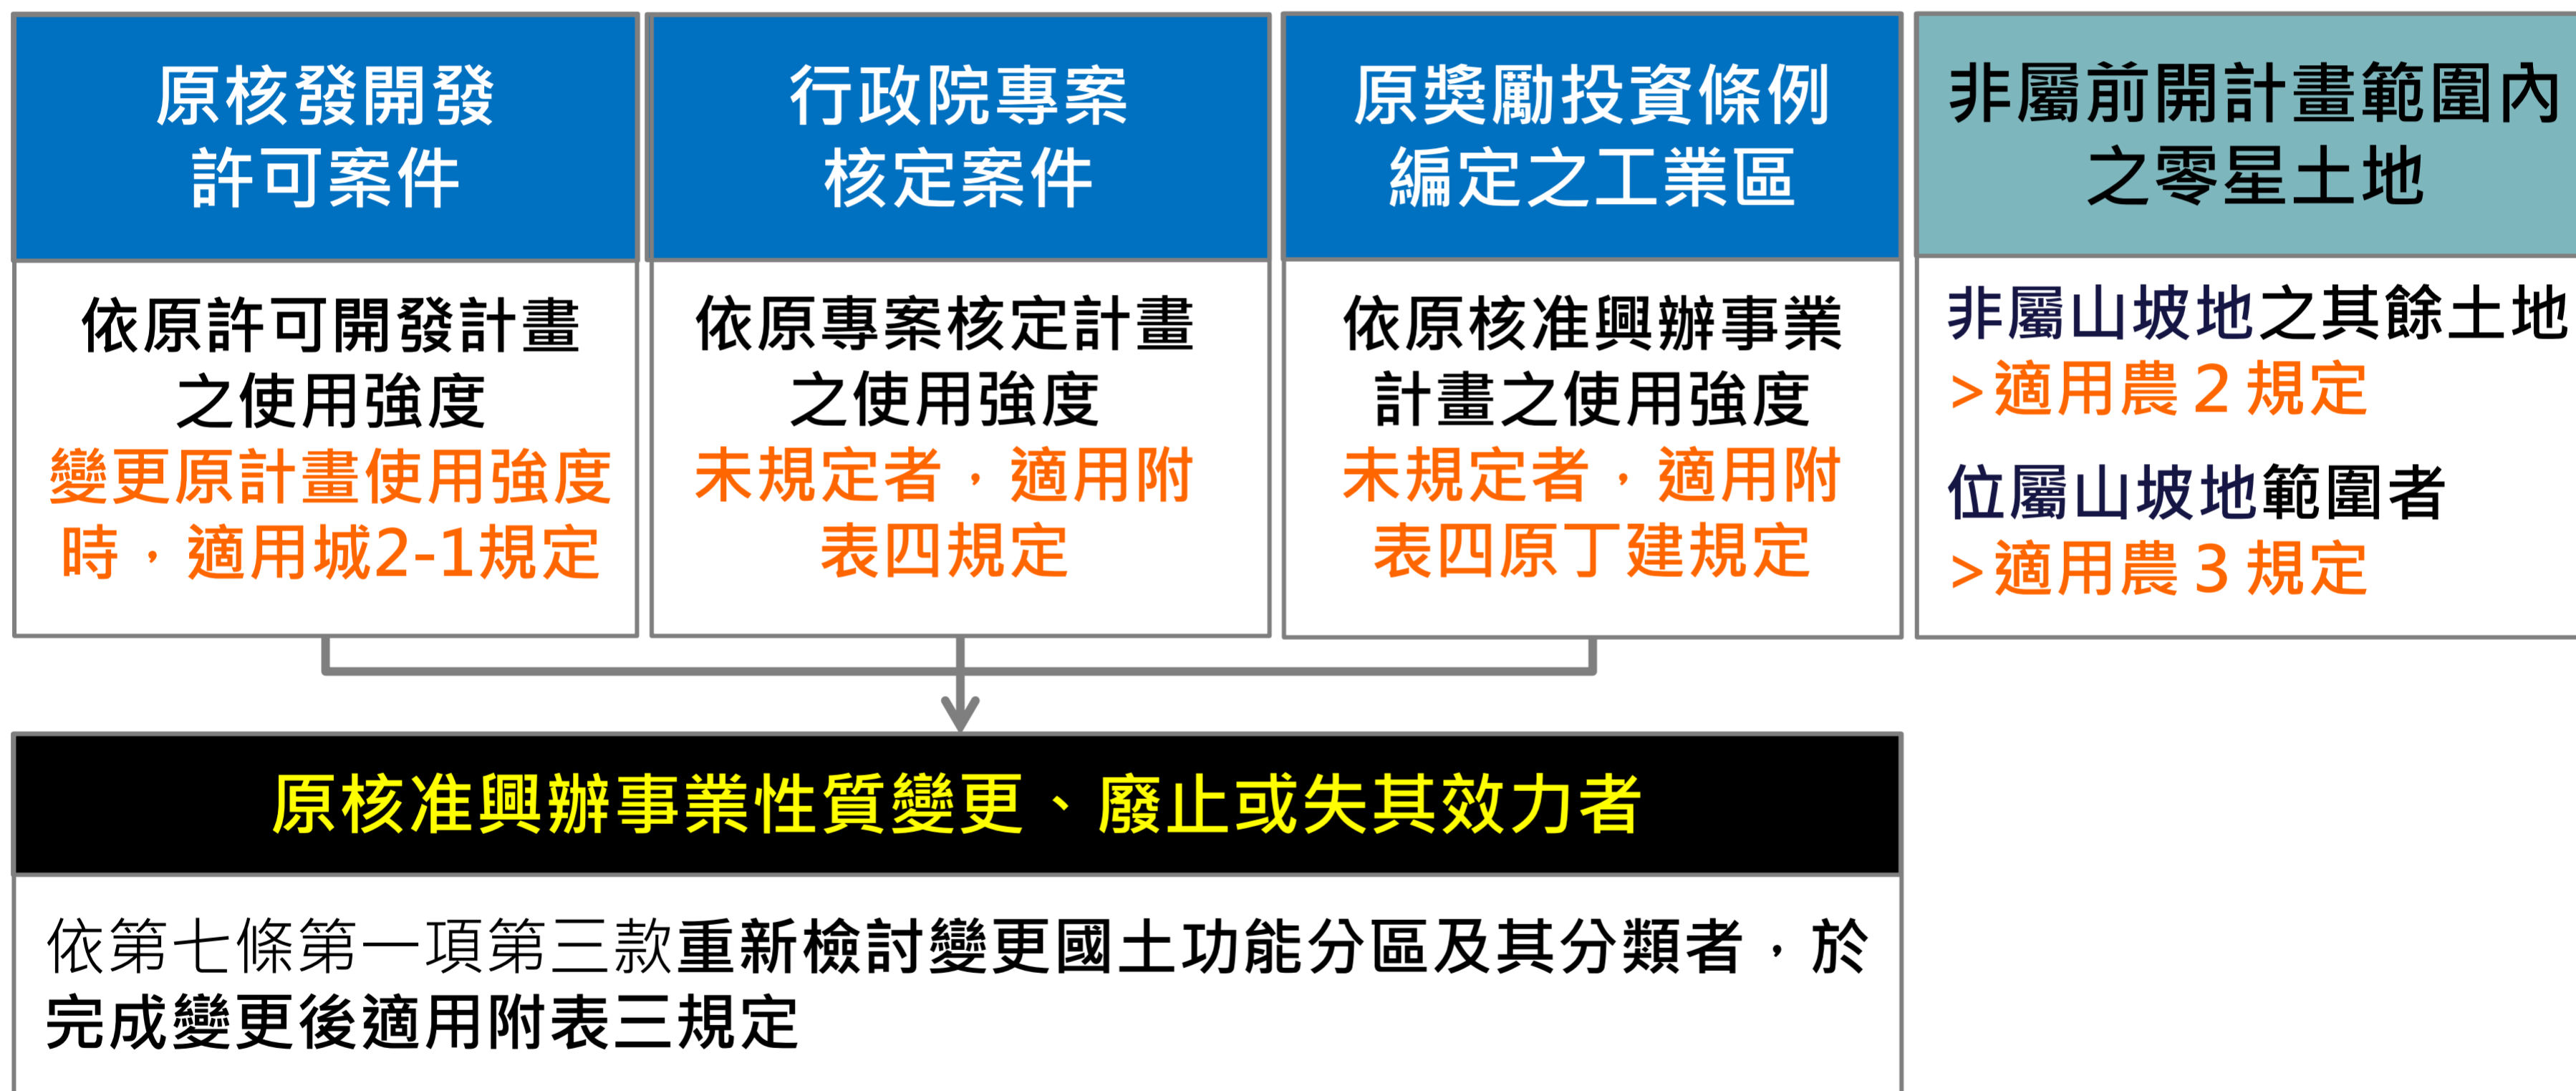 原核發開發
許可案件
依原許可開發計畫
之使用強度
變更原計畫使用強度
時，適用城2-1規定
行政院專案
核定案件
依原專案核定計畫
之使用強度
未規定者，適用附
表四規定
原獎勵投資條例
編定之工業區
依原核准興辦事業
計畫之使用強度
未規定者，適用附
表四原丁建規定
非屬前開計畫範圍內
之零星土地
非屬山坡地之其餘土地
>適用農2規定
位屬山坡地範圍者
>適用農3規定
原核准興辦事業性質變更、廢止或失其效力者
依第七條第一項第三款重新檢討變更國土功能分區及其分類者，於
完成變更後適用附表三規定